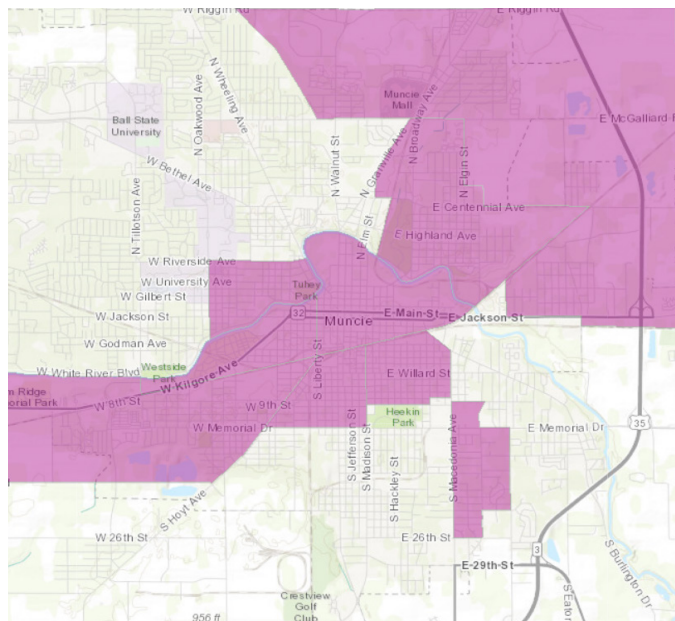 W Riggin Rd
E Riggin Rd
N Oakwood Ave
N Wheeling Ave
Muncie
Mall
N Broadway Ave
Ball State
University
E McGalliard
N Walnut St
N Granville Ave
N Elgin St
W Bethel Ave
N Tillotson Ave
E Centennial Ave
N Elm St
E Highland Ave
W Riverside Ave
W University Ave
Tuhey
Park
W Gilbert St
W Jackson St
32
E Main St
E Jackson St
Muncie
W Godman Ave
Westside
Park
W White River Blvd
W Kilgore Ave
S Liberty St
E Willard St
m Ridge
orial Park
W 8th St
W 9th St
Heekin
Park
W Memorial Dr
E Memorial Dr
35
S Jefferson St
S Madison St
S Hackley St
S Macedonia Ave
S Hoyt Ave
W 26th St
E 26th St
3
E 29th St
S Burlington Dr
S Eaton
Crestview
Golf
Club
956 ft